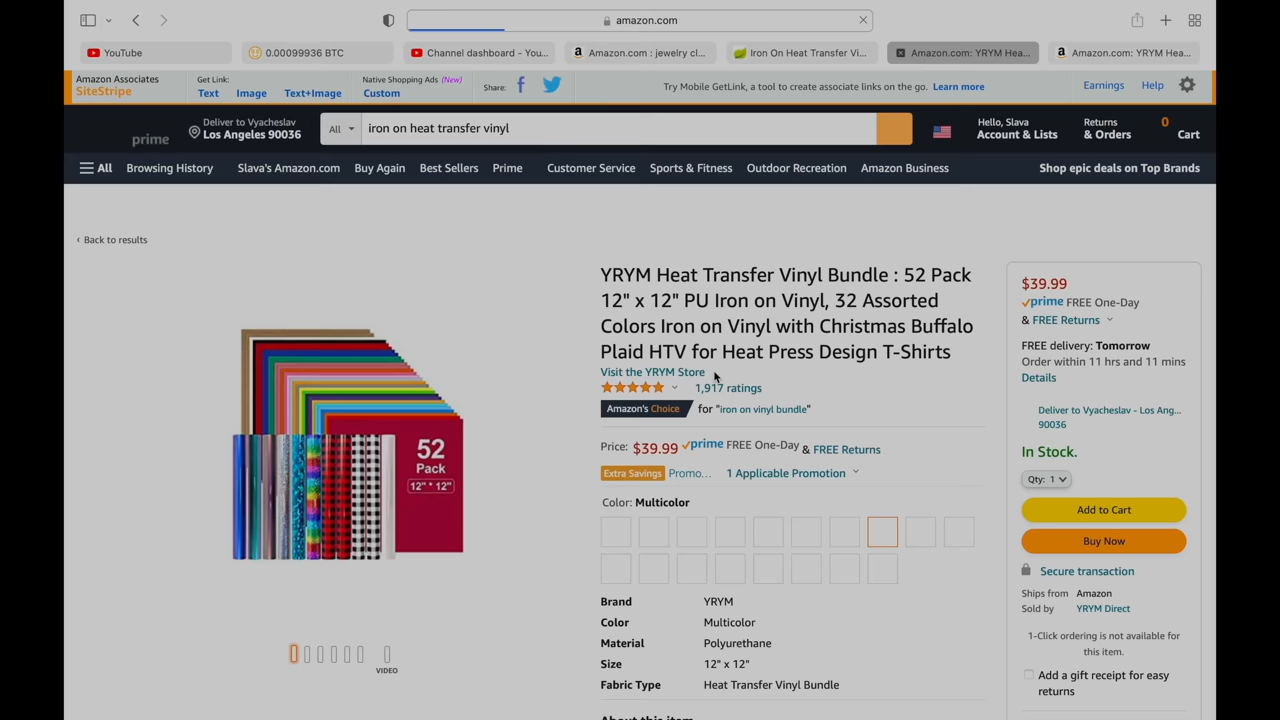 amazon.com
YouTube
0.00099936 BTC
Channel dashboard - You...
Amazon.com : jewelry cl...
Iron On Heat Transfer Vi...
Amazon.com: YRYM Hea...
Amazon.com: YRYM Hea...
Amazon Associates
SiteStripe
Get Link:
Text
Image
Text+Image
Native Shopping Ads (New)
Custom
Share:
Try Mobile GetLink, a tool to create associate links on the go. Learn more
Earnings
Help
prime
Deliver to Vyacheslav
Los Angeles 90036
All
iron on heat transfer vinyl
Hello, Slava
Account & Lists
Returns
& Orders
0
Cart
All
Browsing History
Slava's Amazon.com
Buy Again
Best Sellers
Prime
Customer Service
Sports & Fitness
Outdoor Recreation
Amazon Business
Shop epic deals on Top Brands
‹ Back to results
52
Pack
12" * 12"
VIDEO
YRYM Heat Transfer Vinyl Bundle : 52 Pack
12" x 12" PU Iron on Vinyl, 32 Assorted
Colors Iron on Vinyl with Christmas Buffalo
Plaid HTV for Heat Press Design T-Shirts
Visit the YRYM Store
1,917 ratings
Amazon's Choice for "iron on vinyl bundle"
Price: $39.99 prime FREE One-Day & FREE Returns
Extra Savings Promo... 1 Applicable Promotion
Color: Multicolor
Brand YRYM
Color Multicolor
Material Polyurethane
Size 12" x 12"
Fabric Type Heat Transfer Vinyl Bundle
About this item
$39.99
prime FREE One-Day
& FREE Returns
FREE delivery: Tomorrow
Order within 11 hrs and 11 mins
Details
Deliver to Vyacheslav - Los Ang...
90036
In Stock.
Qty: 1
Add to Cart
Buy Now
Secure transaction
Ships from Amazon
Sold by YRYM Direct
1-Click ordering is not available for
this item.
Add a gift receipt for easy
returns